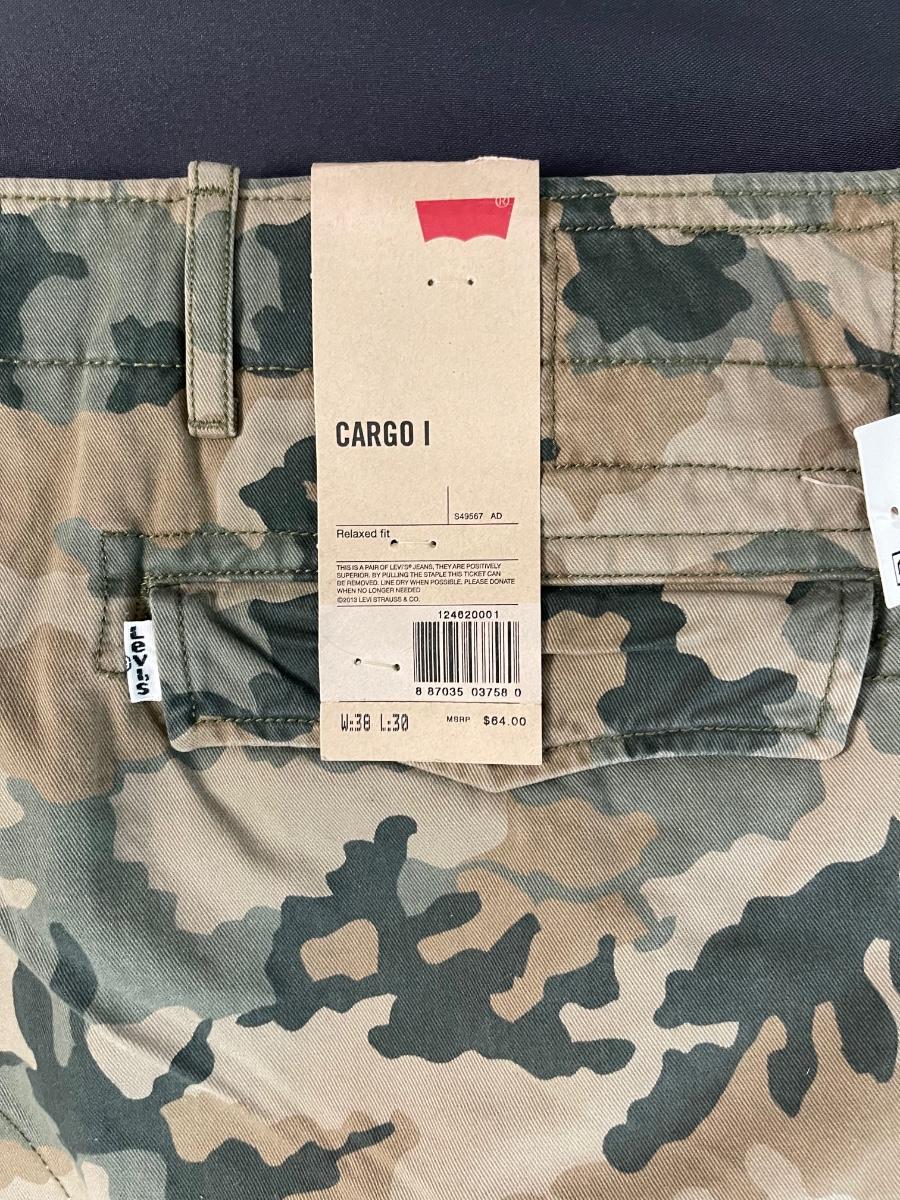 ®
CARGO I
S49567 AD
Relaxed fit
THIS IS A PAIR OF LEVI'S® JEANS, THEY ARE POSITIVELY
SUPERIOR. BY PULLING THE STAPLE THIS TICKET CAN
BE REMOVED. LINE DRY WHEN POSSIBLE. PLEASE DONATE
WHEN NO LONGER NEEDED
©2013 LEVI STRAUSS & CO.
124620001
8 87035 03758 0
W:38 L:30 MSRP $64.00
Levi's